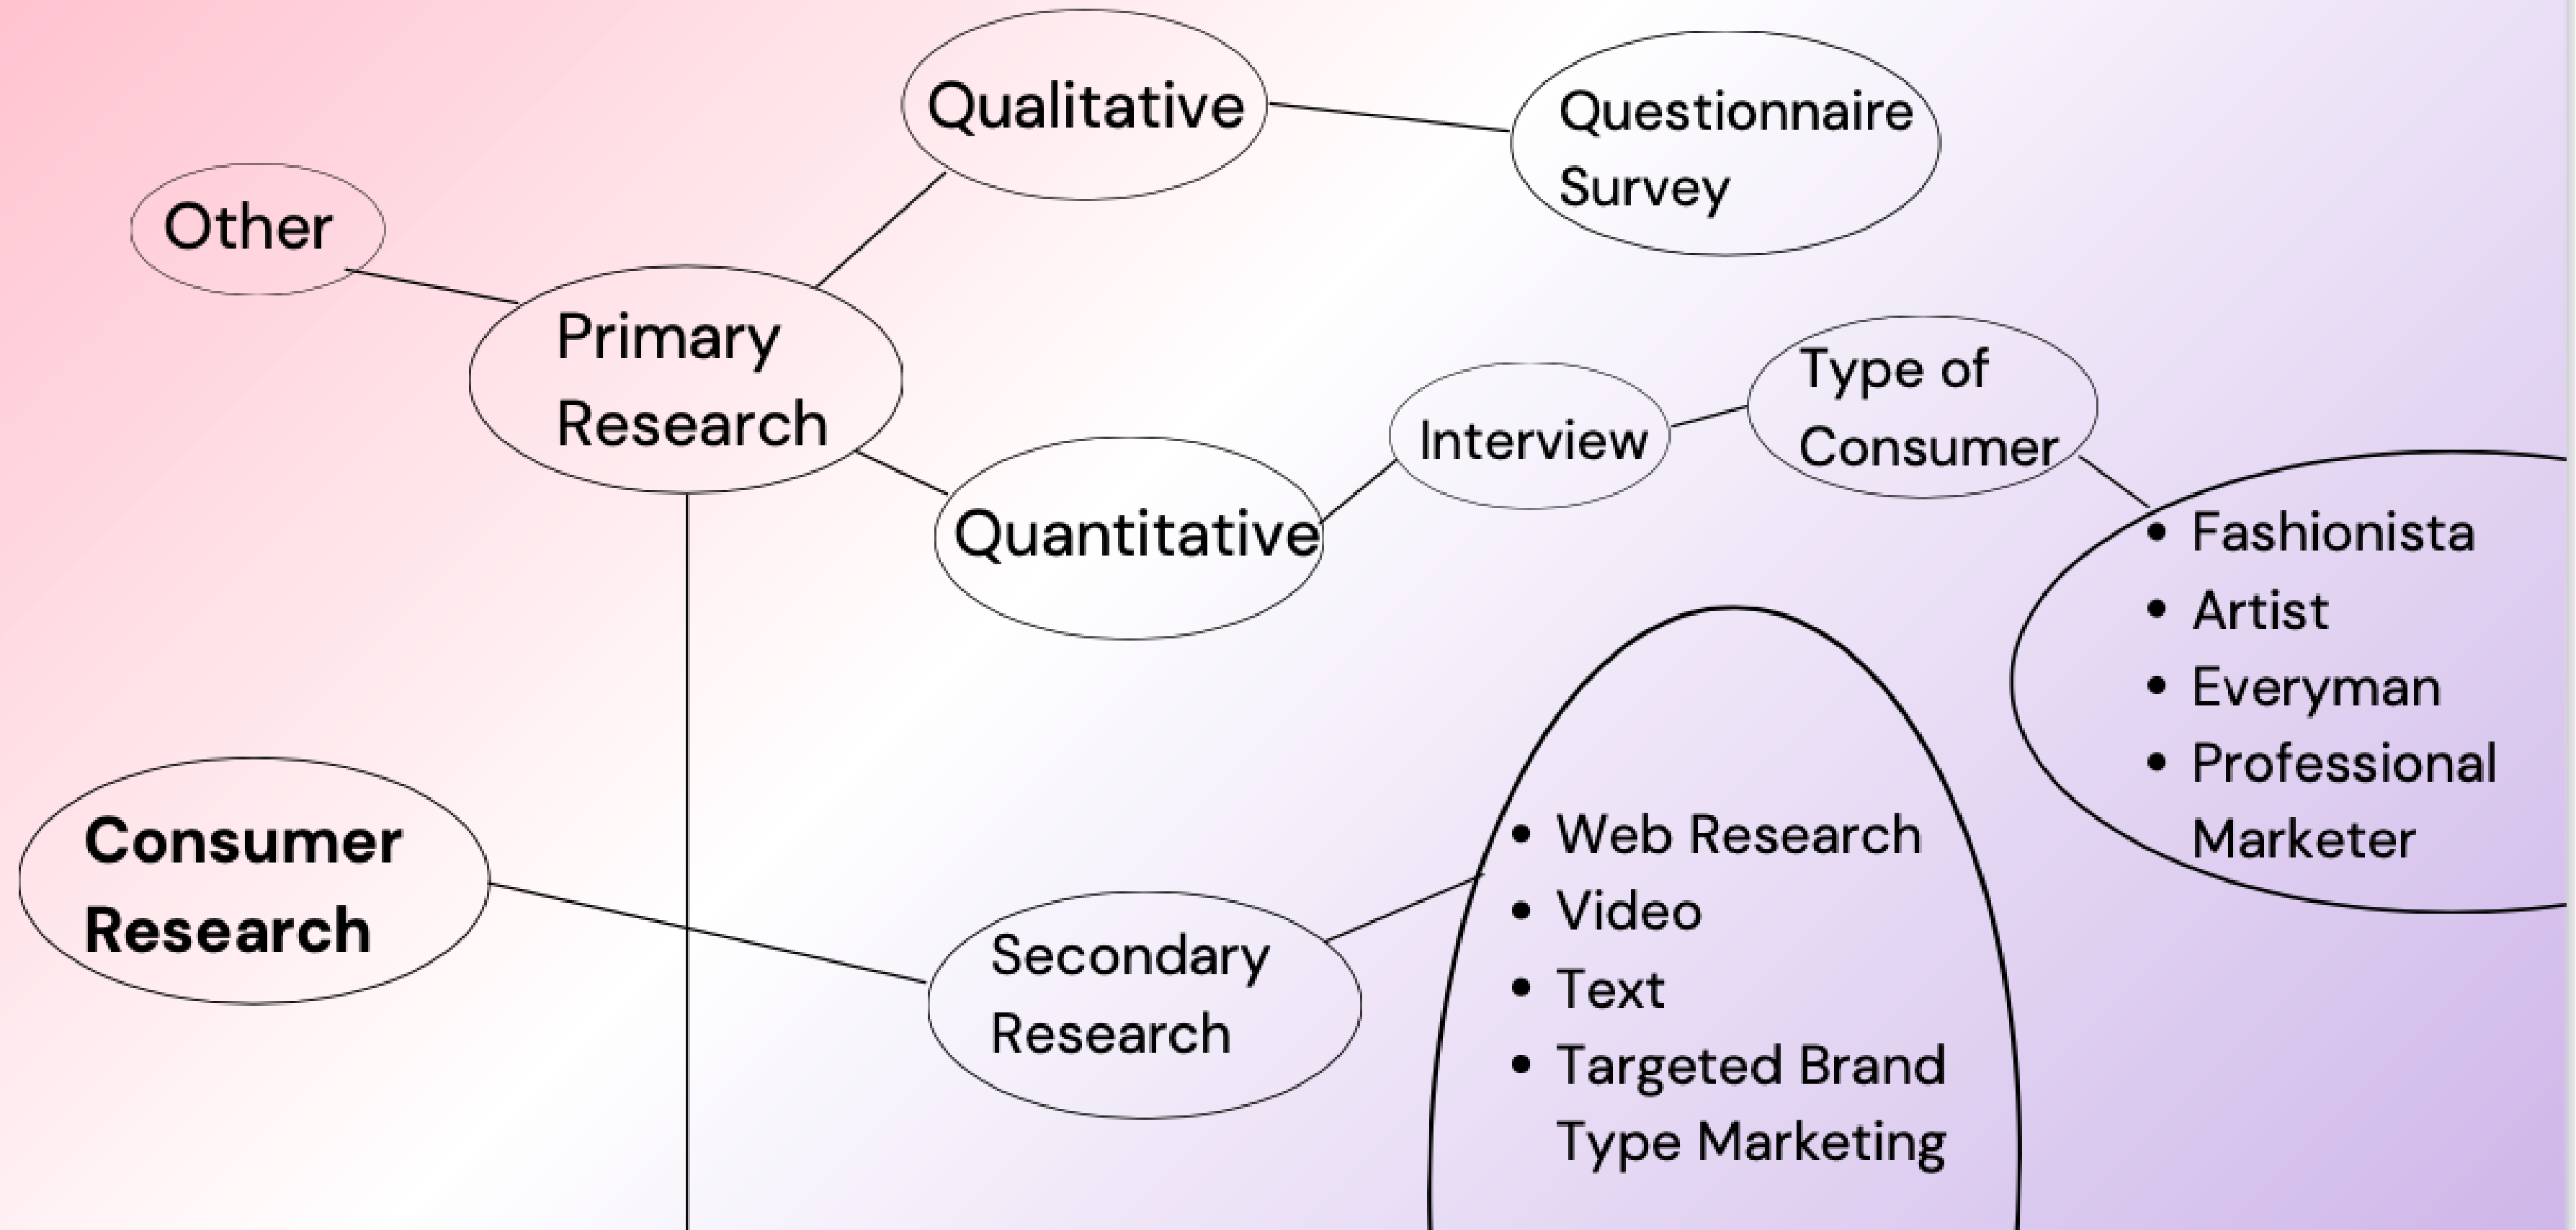 Qualitative
Questionnaire
Survey
Other
Primary
Research
Type of
Consumer
Interview
Quantitative
• Fashionista
• Artist
• Everyman
• Professional
Marketer
Consumer
Research
Secondary
Research
• Web Research
• Video
• Text
• Targeted Brand
Type Marketing